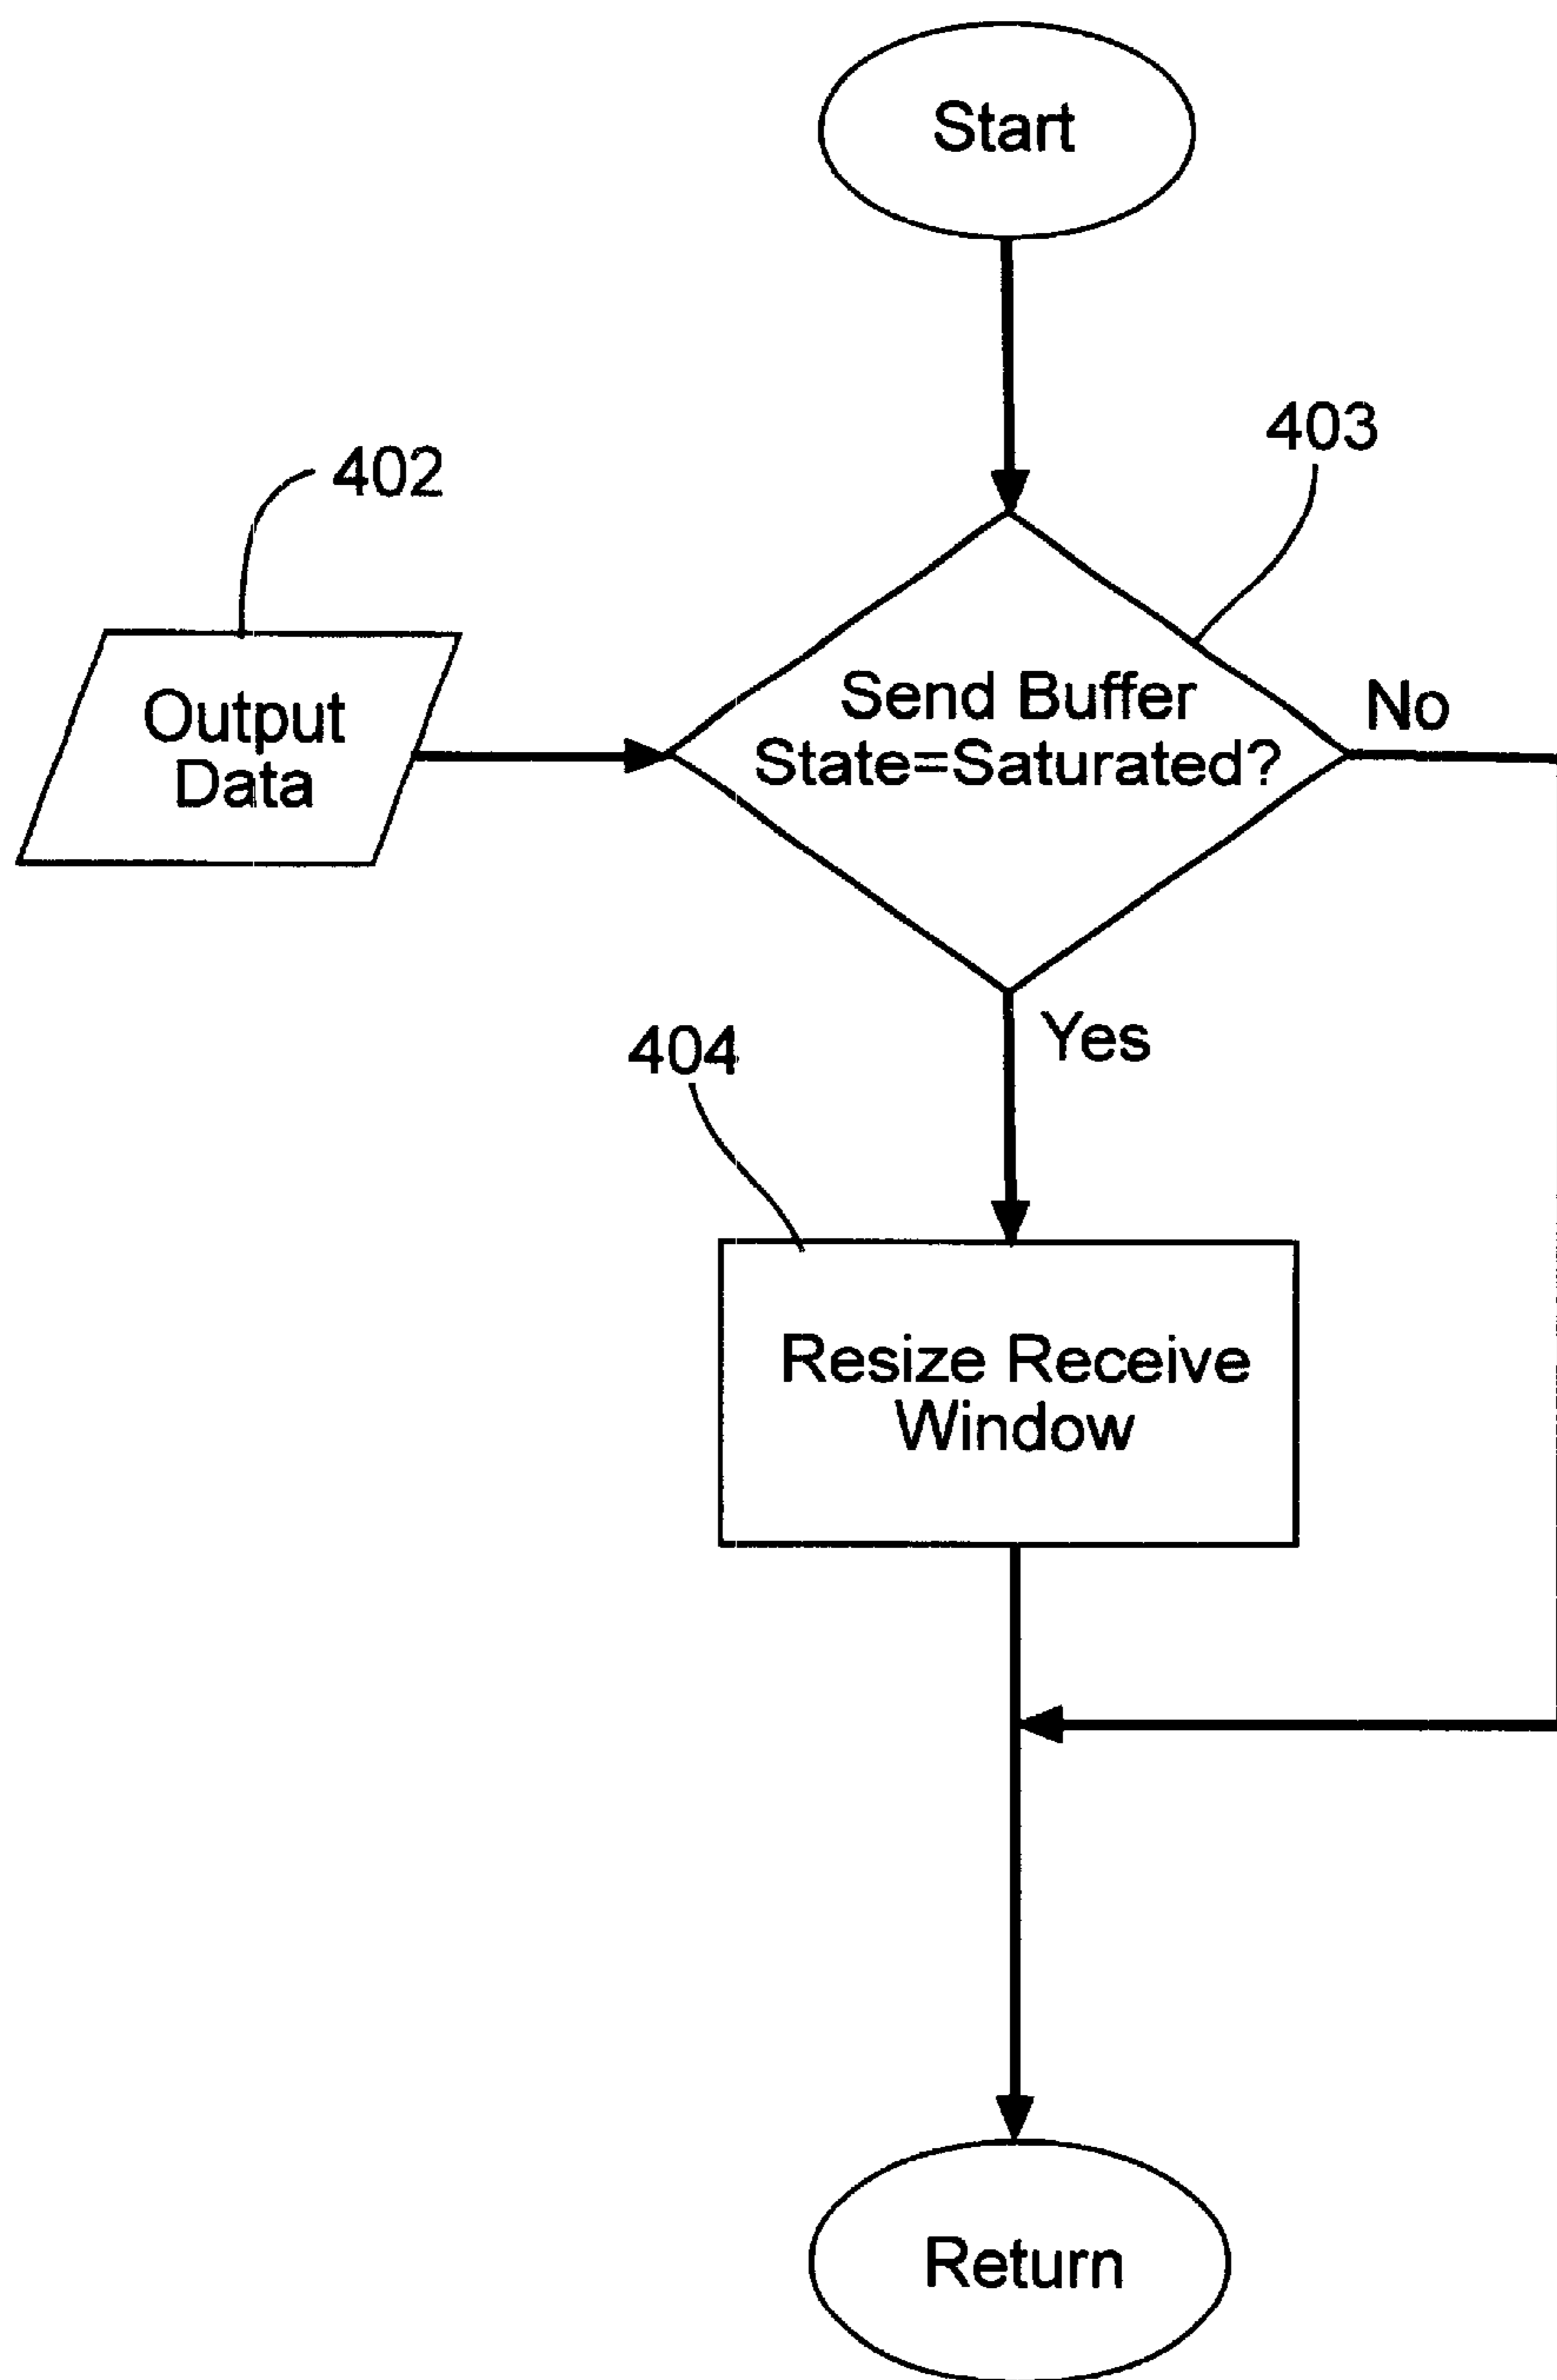 Start
403
402
Send Buffer
State=Saturated?
No
Output
Data
Yes
404
Resize Receive
Window
Return